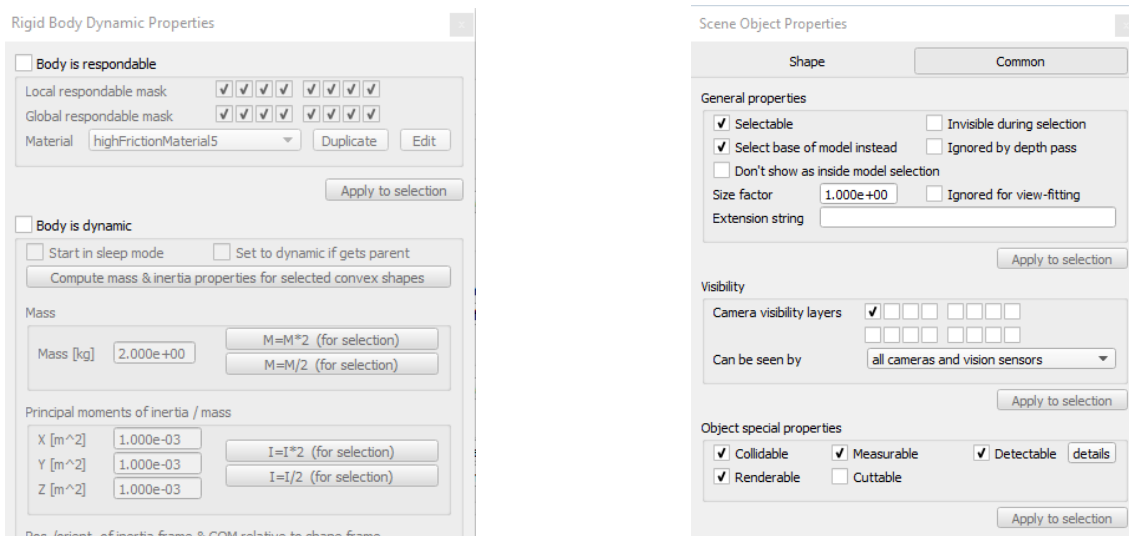 Rigid Body Dynamic Properties
Body is respondable
Local respondable mask
Global respondable mask
Material highFrictionMaterial5 Duplicate Edit
Apply to selection
Body is dynamic
Start in sleep mode Set to dynamic if gets parent
Compute mass & inertia properties for selected convex shapes
Mass
Mass [kg] 2.000e+00
M=M*2 (for selection)
M=M/2 (for selection)
Principal moments of inertia / mass
X [m^2] 1.000e-03
Y [m^2] 1.000e-03
Z [m^2] 1.000e-03
I=I*2 (for selection)
I=I/2 (for selection)
Scene Object Properties
Shape Common
General properties
Selectable Invisible during selection
Select base of model instead Ignored by depth pass
Don't show as inside model selection
Size factor 1.000e+00 Ignored for view-fitting
Extension string
Apply to selection
Visibility
Camera visibility layers
Can be seen by all cameras and vision sensors
Apply to selection
Object special properties
Collidable Measurable Detectable details
Renderable Cuttable
Apply to selection